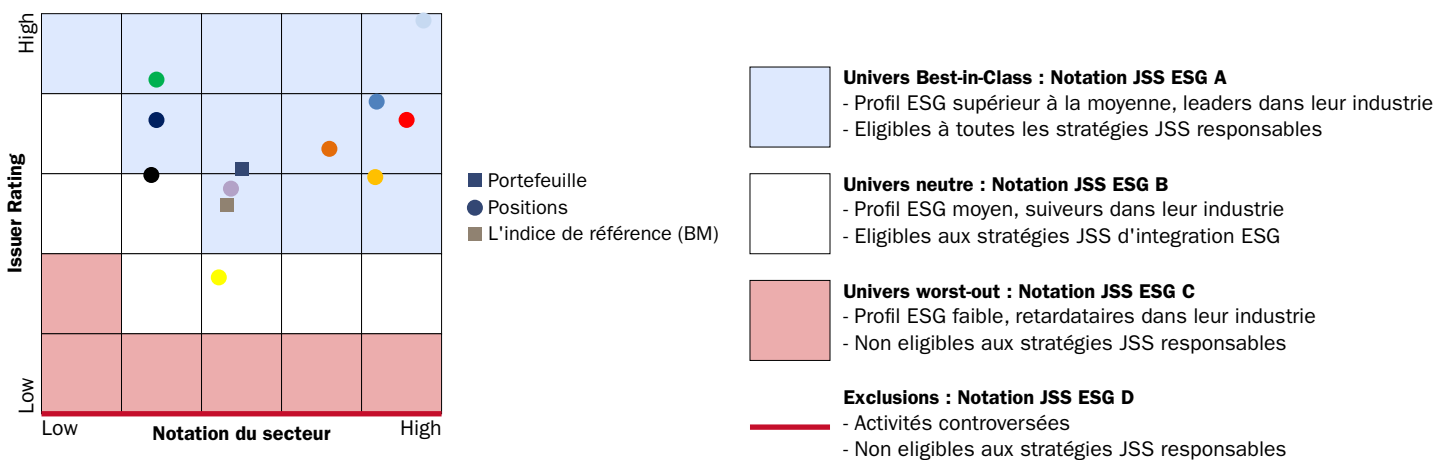 High
Issuer Rating
Low
Low
Notation du secteur
High
Portefeuille
Positions
L'indice de référence (BM)
Univers Best-in-Class : Notation JSS ESG A
- Profil ESG supérieur à la moyenne, leaders dans leur industrie
- Eligibles à toutes les stratégies JSS responsables
Univers neutre : Notation JSS ESG B
- Profil ESG moyen, suiveurs dans leur industrie
- Eligibles aux stratégies JSS d'integration ESG
Univers worst-out : Notation JSS ESG C
- Profil ESG faible, retardataires dans leur industrie
- Non eligibles aux stratégies JSS responsables
Exclusions : Notation JSS ESG D
- Activités controversées
- Non eligibles aux stratégies JSS responsables